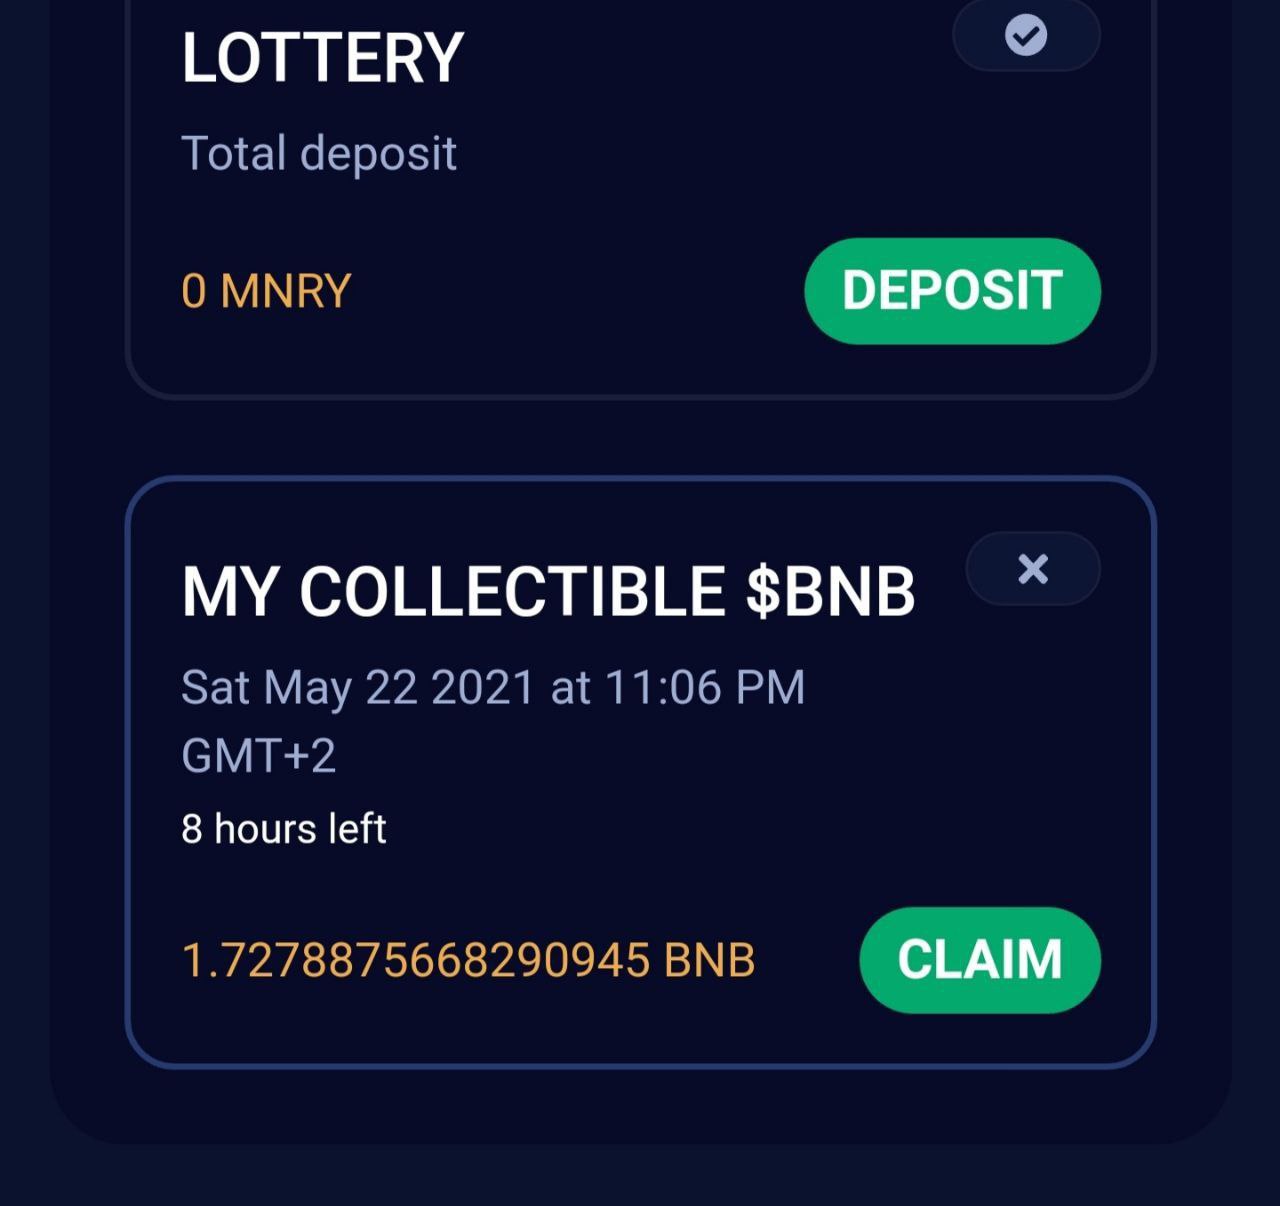 LOTTERY
Total deposit
0 MNRY
DEPOSIT
MY COLLECTIBLE $BNB
Sat May 22 2021 at 11:06 PM
GMT+2
8 hours left
1.7278875668290945 BNB
CLAIM